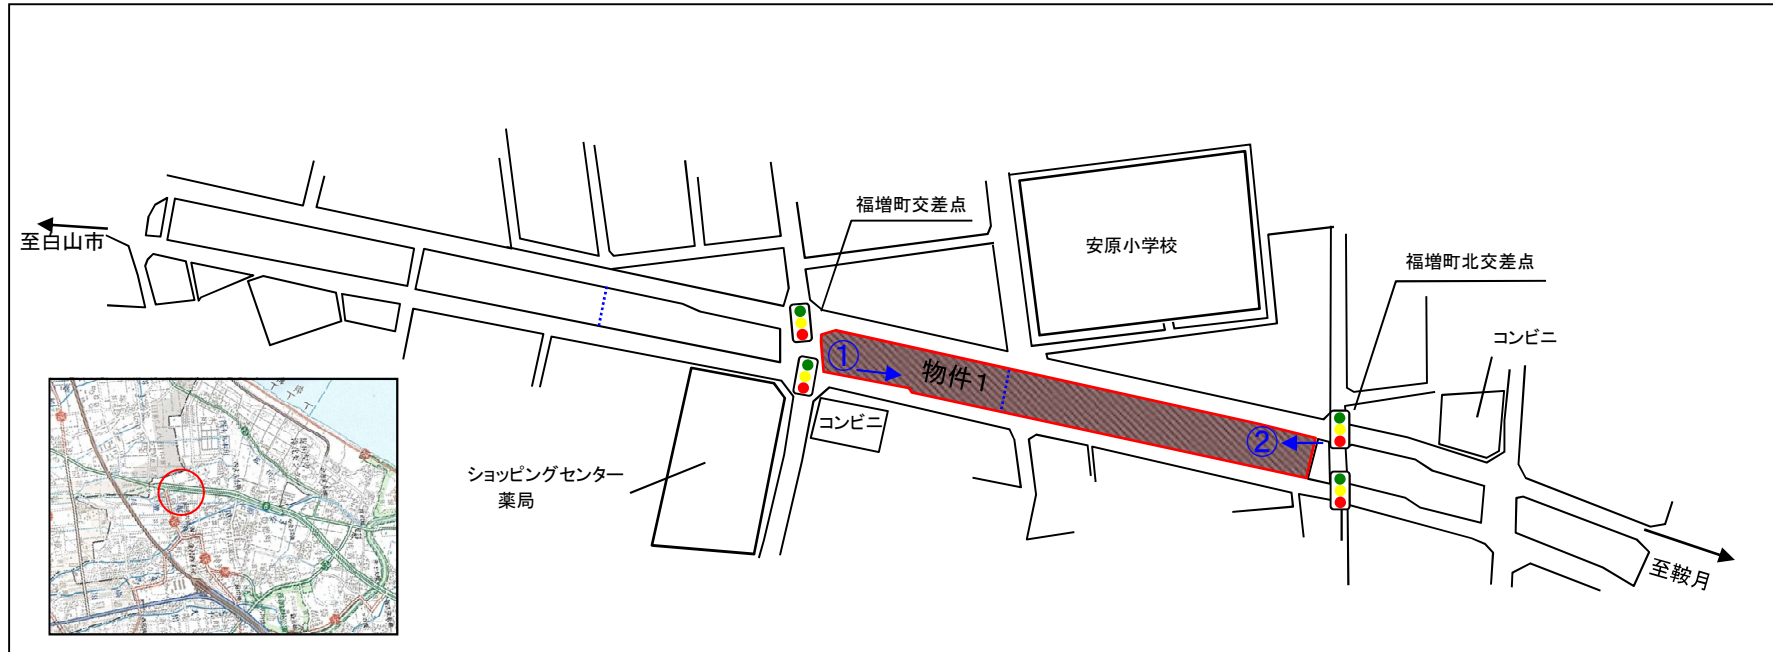 福増町交差点
至白山市
安原小学校
福増町北交差点
コンビニ
①
物件1
②
コンビニ
ショッピングセンター
薬局
至鞍月